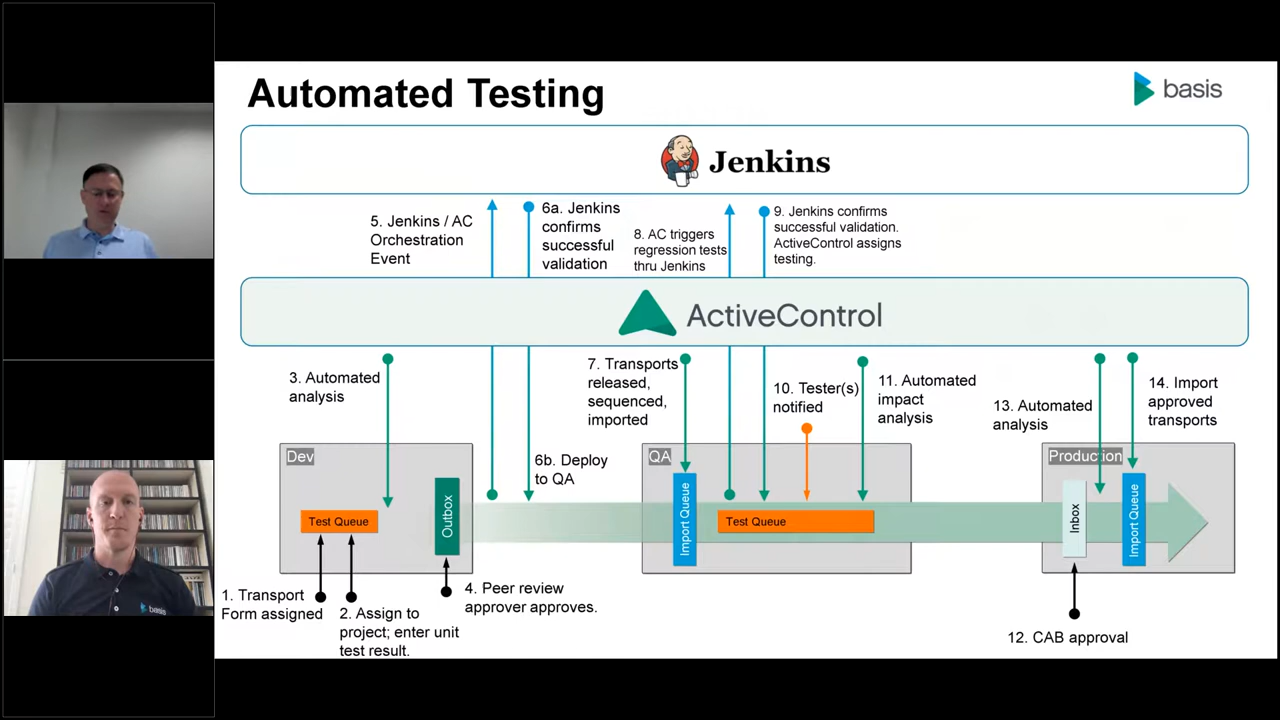 Automated Testing
basis
Jenkins
5. Jenkins / AC
Orchestration
Event
6a. Jenkins
confirms
successful
validation
8. AC triggers
regression tests
thru Jenkins
9. Jenkins confirms
successful validation.
ActiveControl assigns
testing.
ActiveControl
3. Automated
analysis
7. Transports
released,
sequenced,
imported
10. Tester(s)
notified
11. Automated
impact
analysis
13. Automated
analysis
14. Import
approved
transports
Dev
6b. Deploy
to QA
QA
Production
Test Queue
Outbox
Import Queue
Test Queue
Inbox
Import Queue
1. Transport
Form assigned
2. Assign to
project; enter unit
test result.
4. Peer review
approver approves.
12. CAB approval
basis